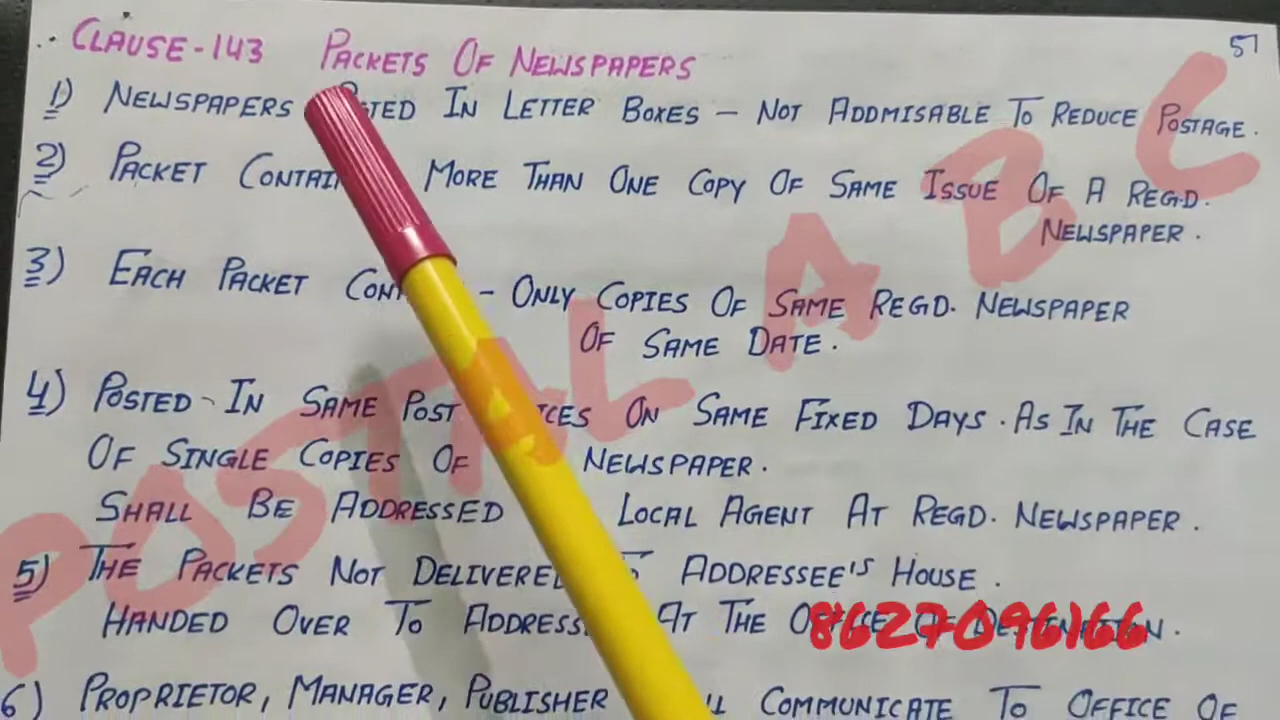 CLAUSE-143 PACKETS OF NEWSPAPERS
57
1) NEWSPAPERS IN LETTER BOXES - NOT ADDMISABLE TO REDUCE POSTAGE.
2) PACKET MORE THAN ONE COPY OF SAME ISSUE OF A REGD.
NEWSPAPER.
3) EACH PACKET - ONLY COPIES OF SAME REGD. NEWSPAPER
OF SAME DATE.
4) POSTED - IN SAME POST ON SAME FIXED DAYS. AS IN THE CASE
OF SINGLE COPIES OF NEWSPAPER.
SHALL BE ADDRESSED LOCAL AGENT AT REGD. NEWSPAPER.
5) THE PACKETS NOT DELIVERED ADDRESSEE'S HOUSE.
HANDED OVER TO AT THE OF
6) PROPRIETOR, MANAGER, PUBLISHER COMMUNICATE TO OFFICE OF
POSTAL ABC
8627096166